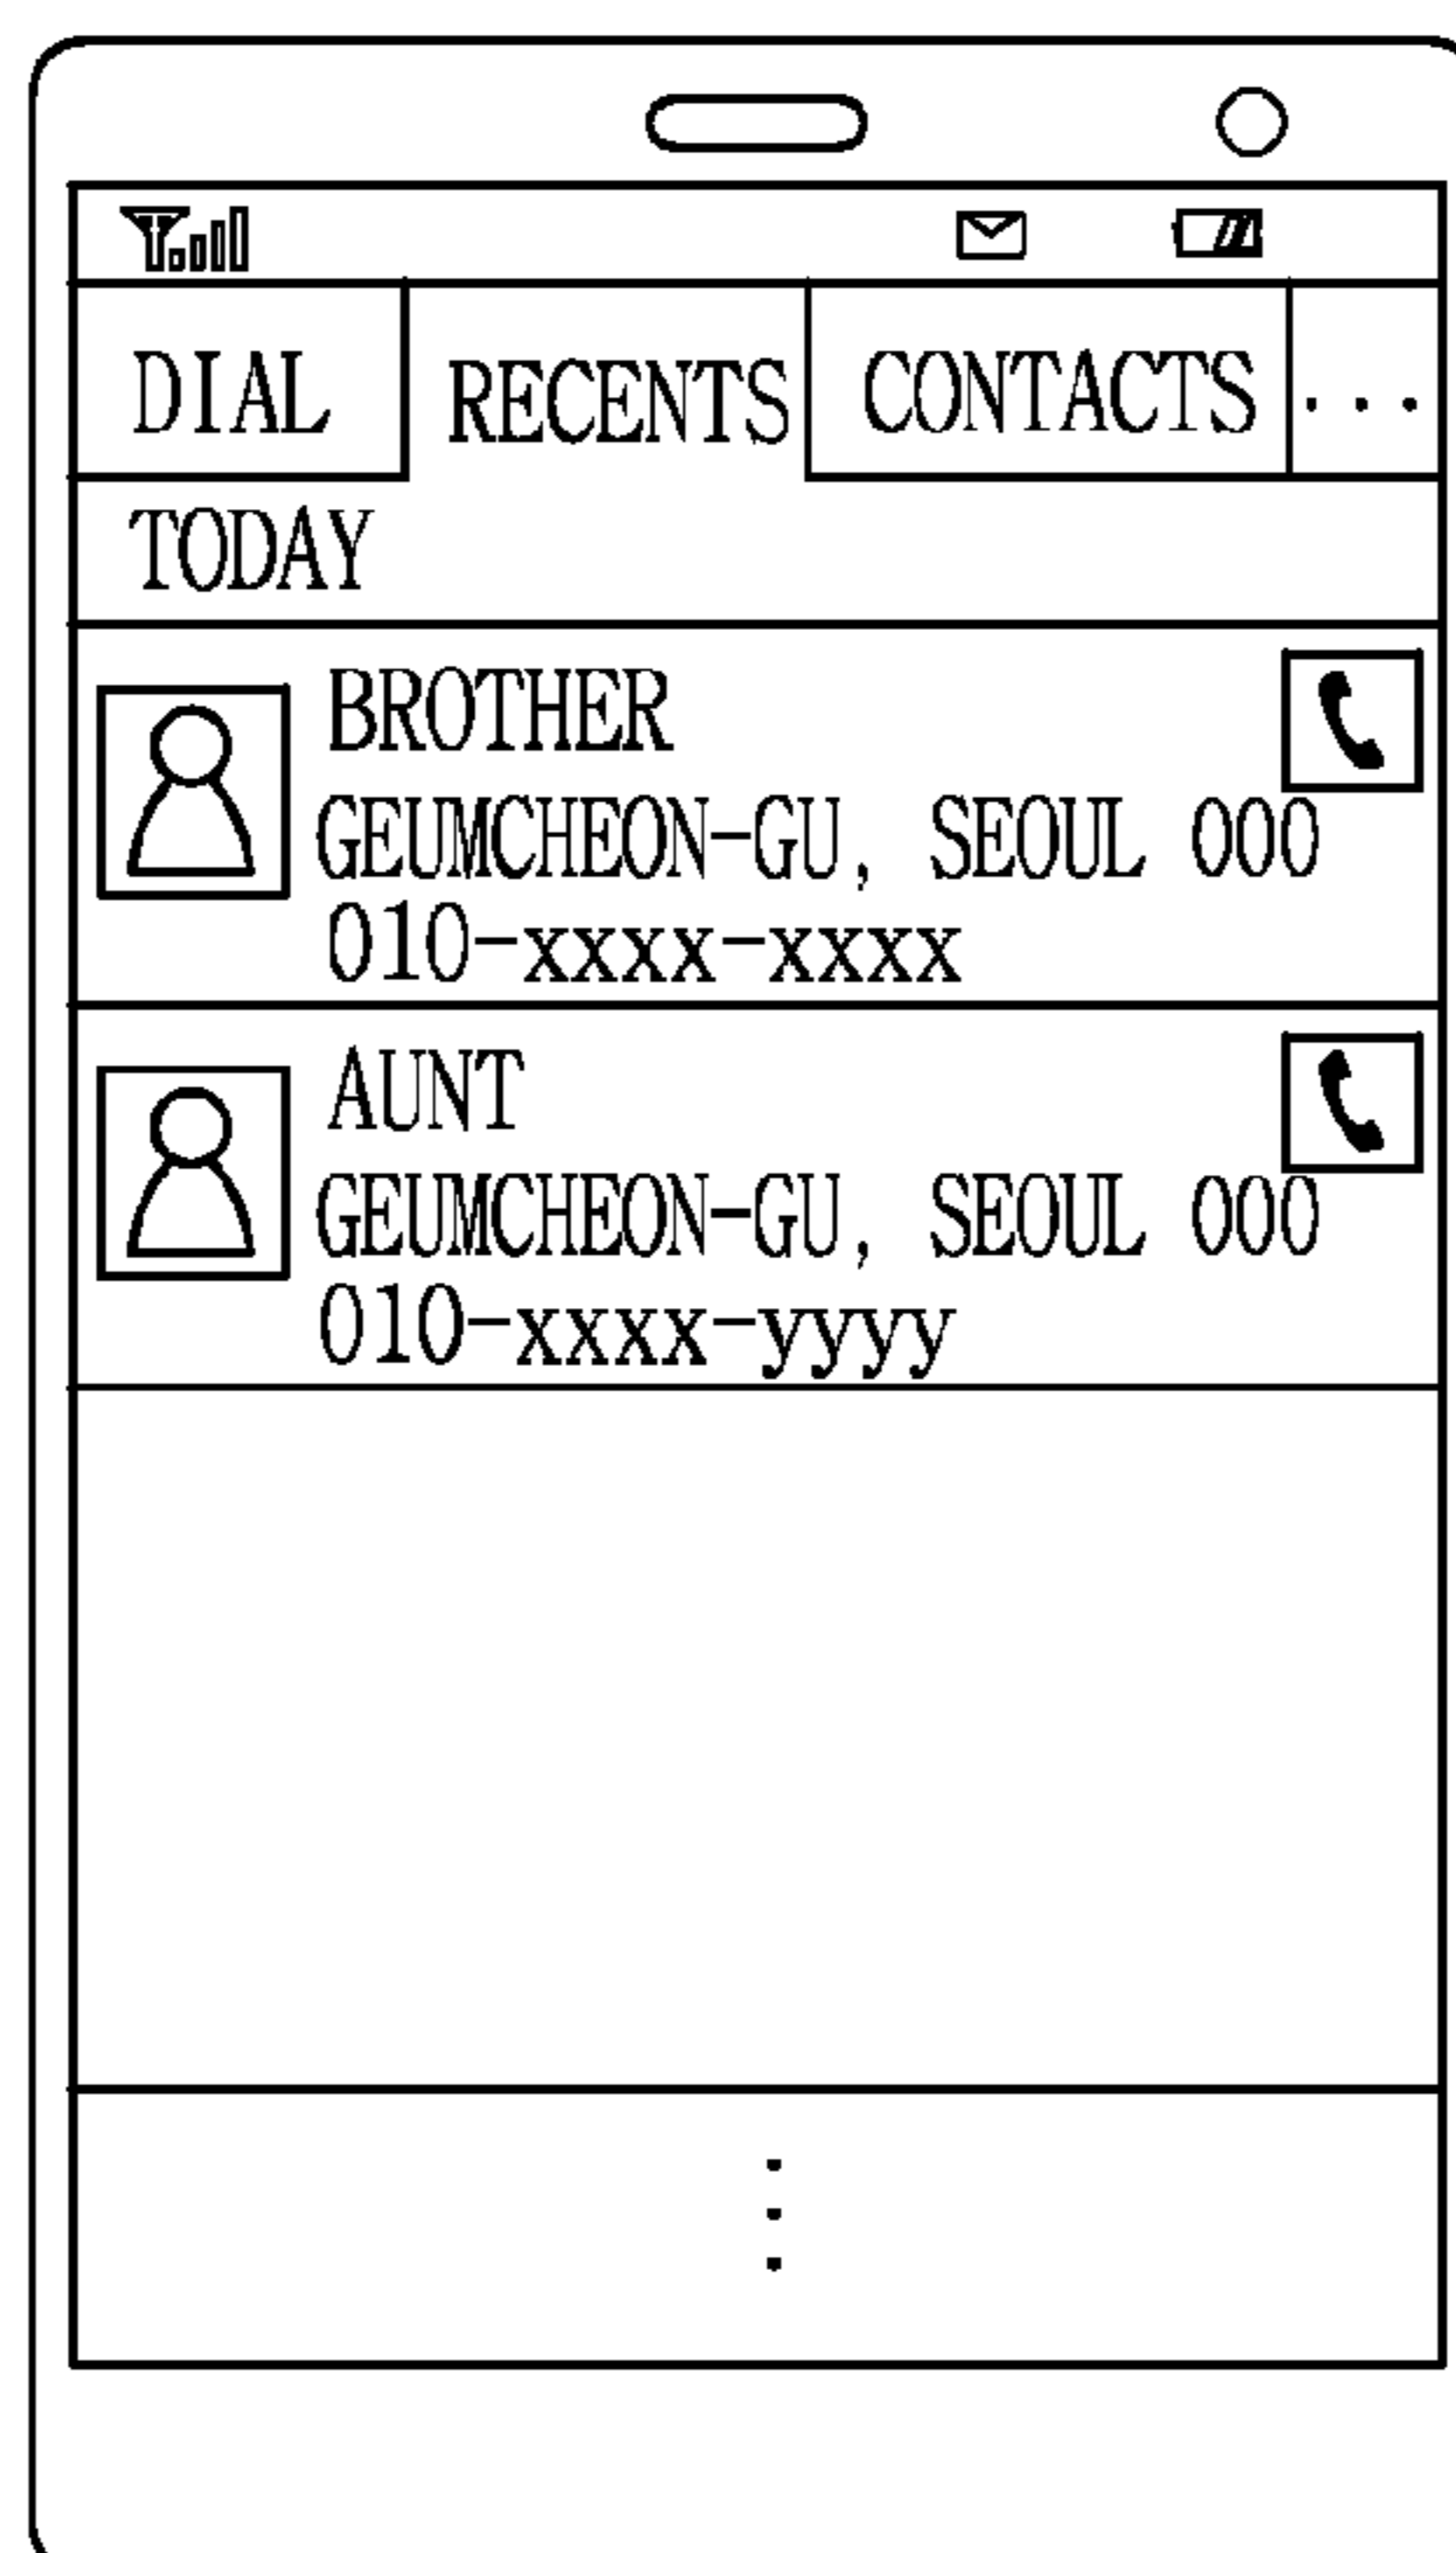 DIAL RECENTS CONTACTS ...
TODAY
BROTHER
GEUMCHEON-GU, SEOUL 000
010-xxxx-xxxx
AUNT
GEUMCHEON-GU, SEOUL 000
010-xxxx-yyyy